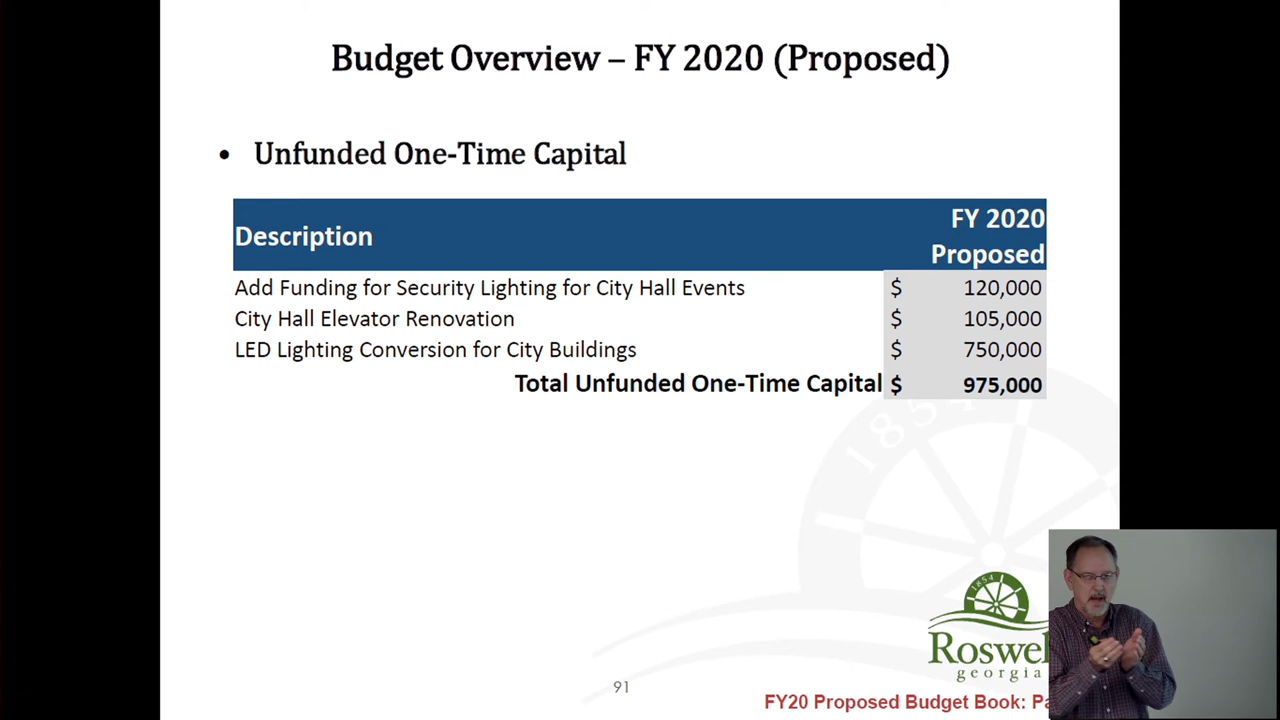 Budget Overview – FY 2020 (Proposed)
• Unfunded One-Time Capital
Description
FY 2020
Proposed
Add Funding for Security Lighting for City Hall Events $ 120,000
City Hall Elevator Renovation $ 105,000
LED Lighting Conversion for City Buildings $ 750,000
Total Unfunded One-Time Capital $ 975,000
1854
1854
Roswel
georgia
91
FY20 Proposed Budget Book: